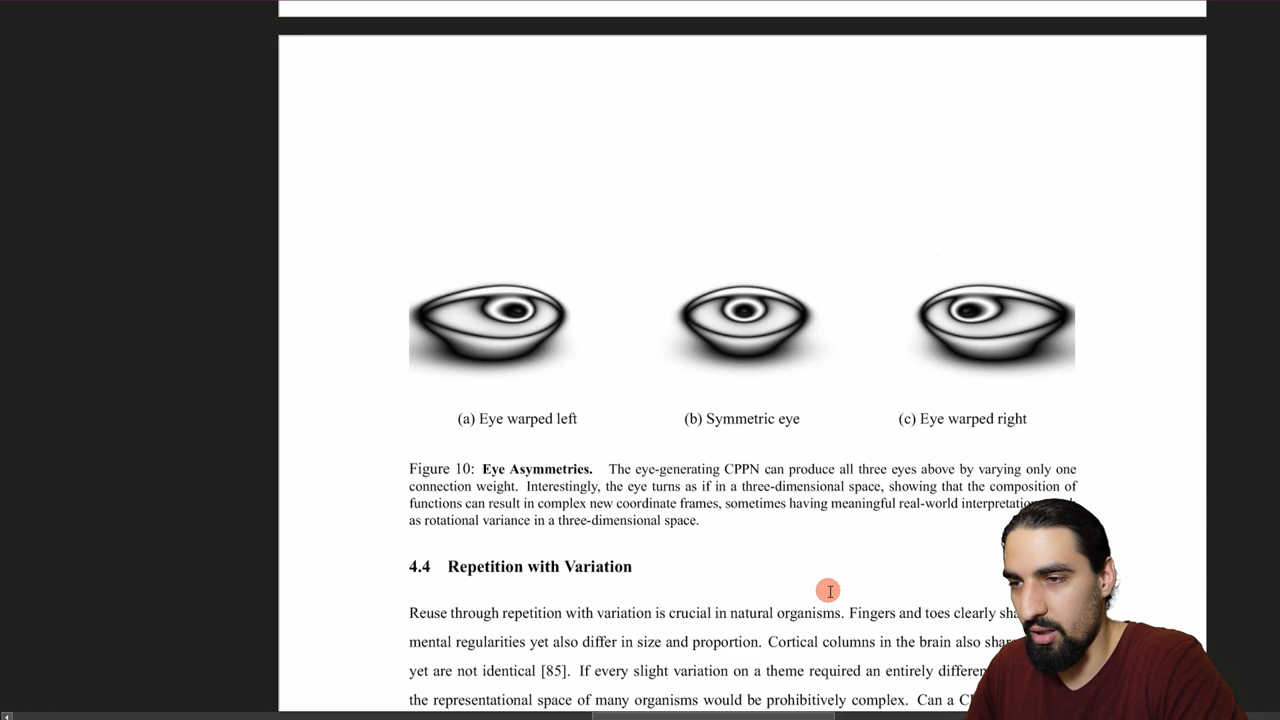 (a) Eye warped left
(b) Symmetric eye
(c) Eye warped right
Figure 10: Eye Asymmetries. The eye-generating CPPN can produce all three eyes above by varying only one
connection weight. Interestingly, the eye turns as if in a three-dimensional space, showing that the composition of
functions can result in complex new coordinate frames, sometimes having meaningful real-world
as rotational variance in a three-dimensional space.
4.4 Repetition with Variation
Reuse through repetition with variation is crucial in natural organisms. Fingers and toes clearly
mental regularities yet also differ in size and proportion. Cortical columns in the brain also
yet are not identical [85]. If every slight variation on a theme required an entirely
the representational space of many organisms would be prohibitively complex. Can a